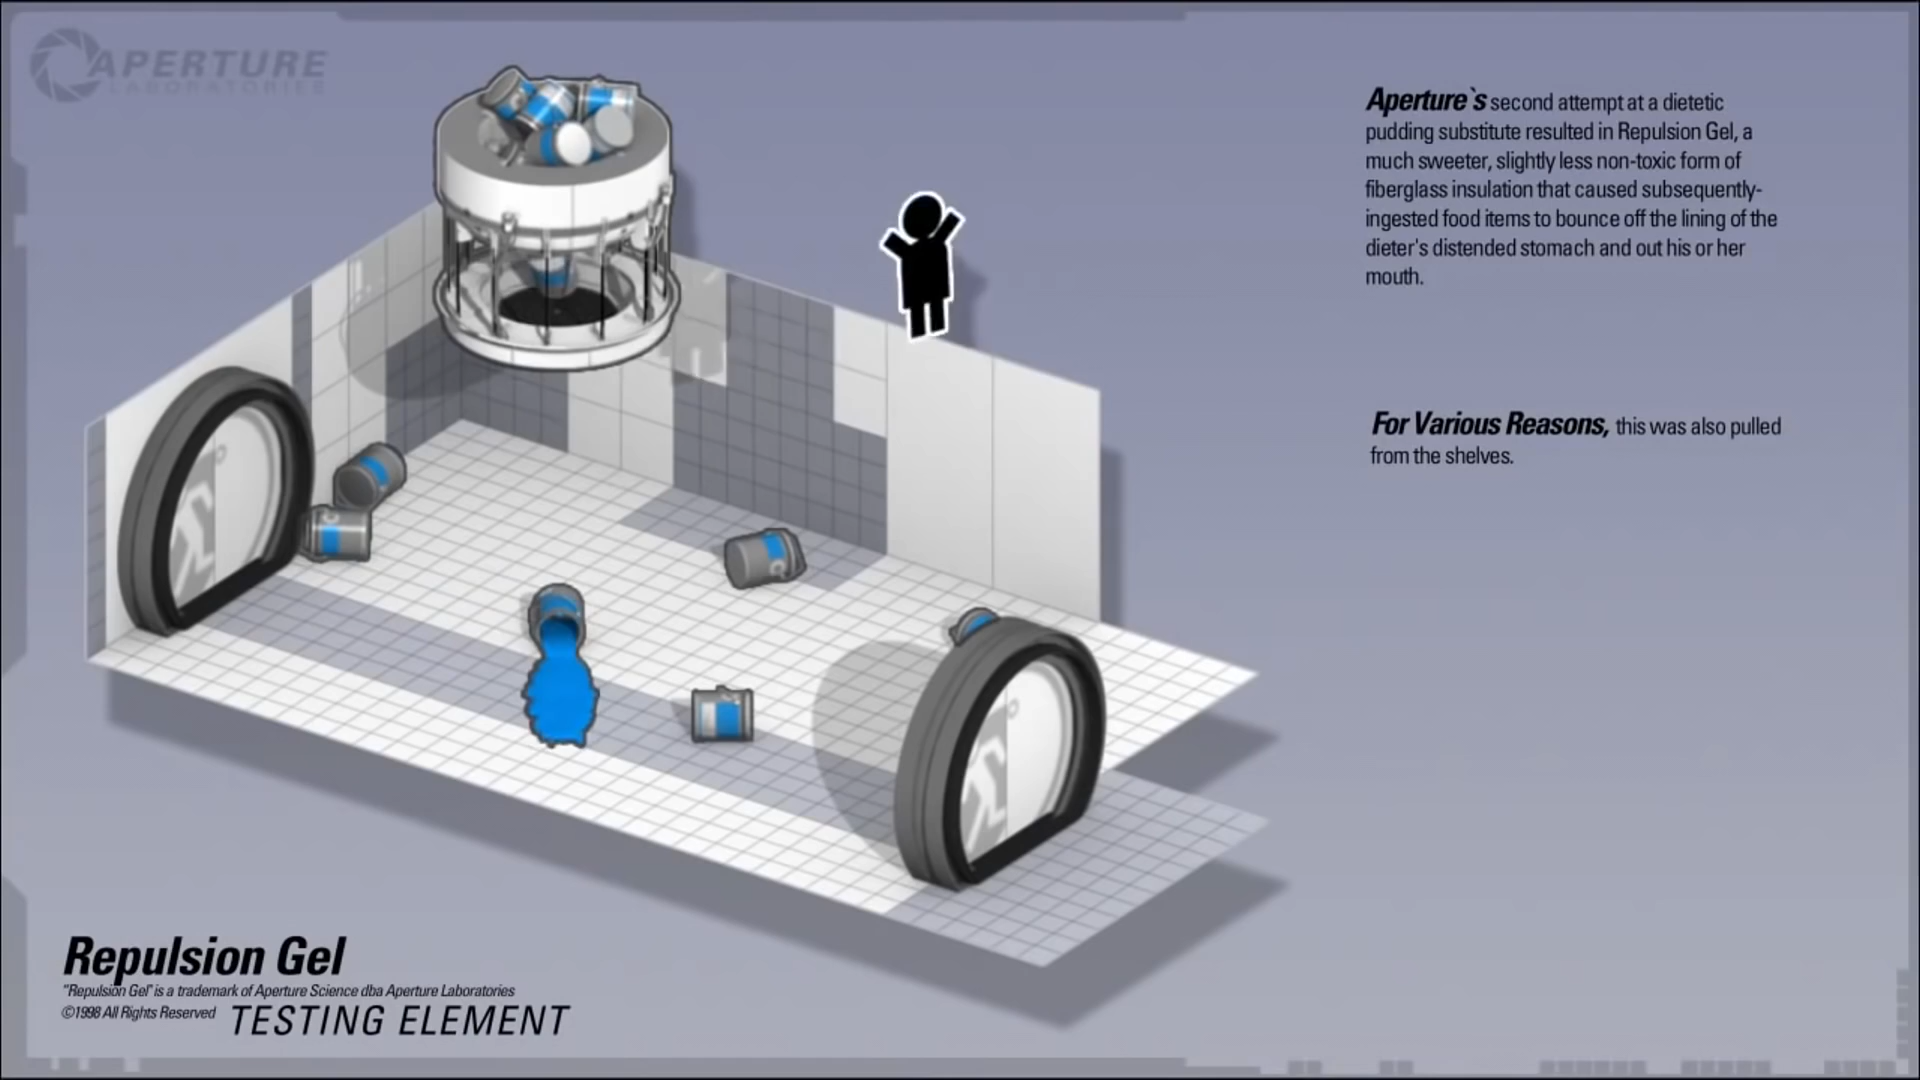 APERTURE
LABORATORIES
Aperture`s second attempt at a dietetic
pudding substitute resulted in Repulsion Gel, a
much sweeter, slightly less non-toxic form of
fiberglass insulation that caused subsequently-
ingested food items to bounce off the lining of the
dieter's distended stomach and out his or her
mouth.
For Various Reasons, this was also pulled
from the shelves.
Repulsion Gel
"Repulsion Gel" is a trademark of Aperture Science dba Aperture Laboratories
©1998 All Rights Reserved
TESTING ELEMENT